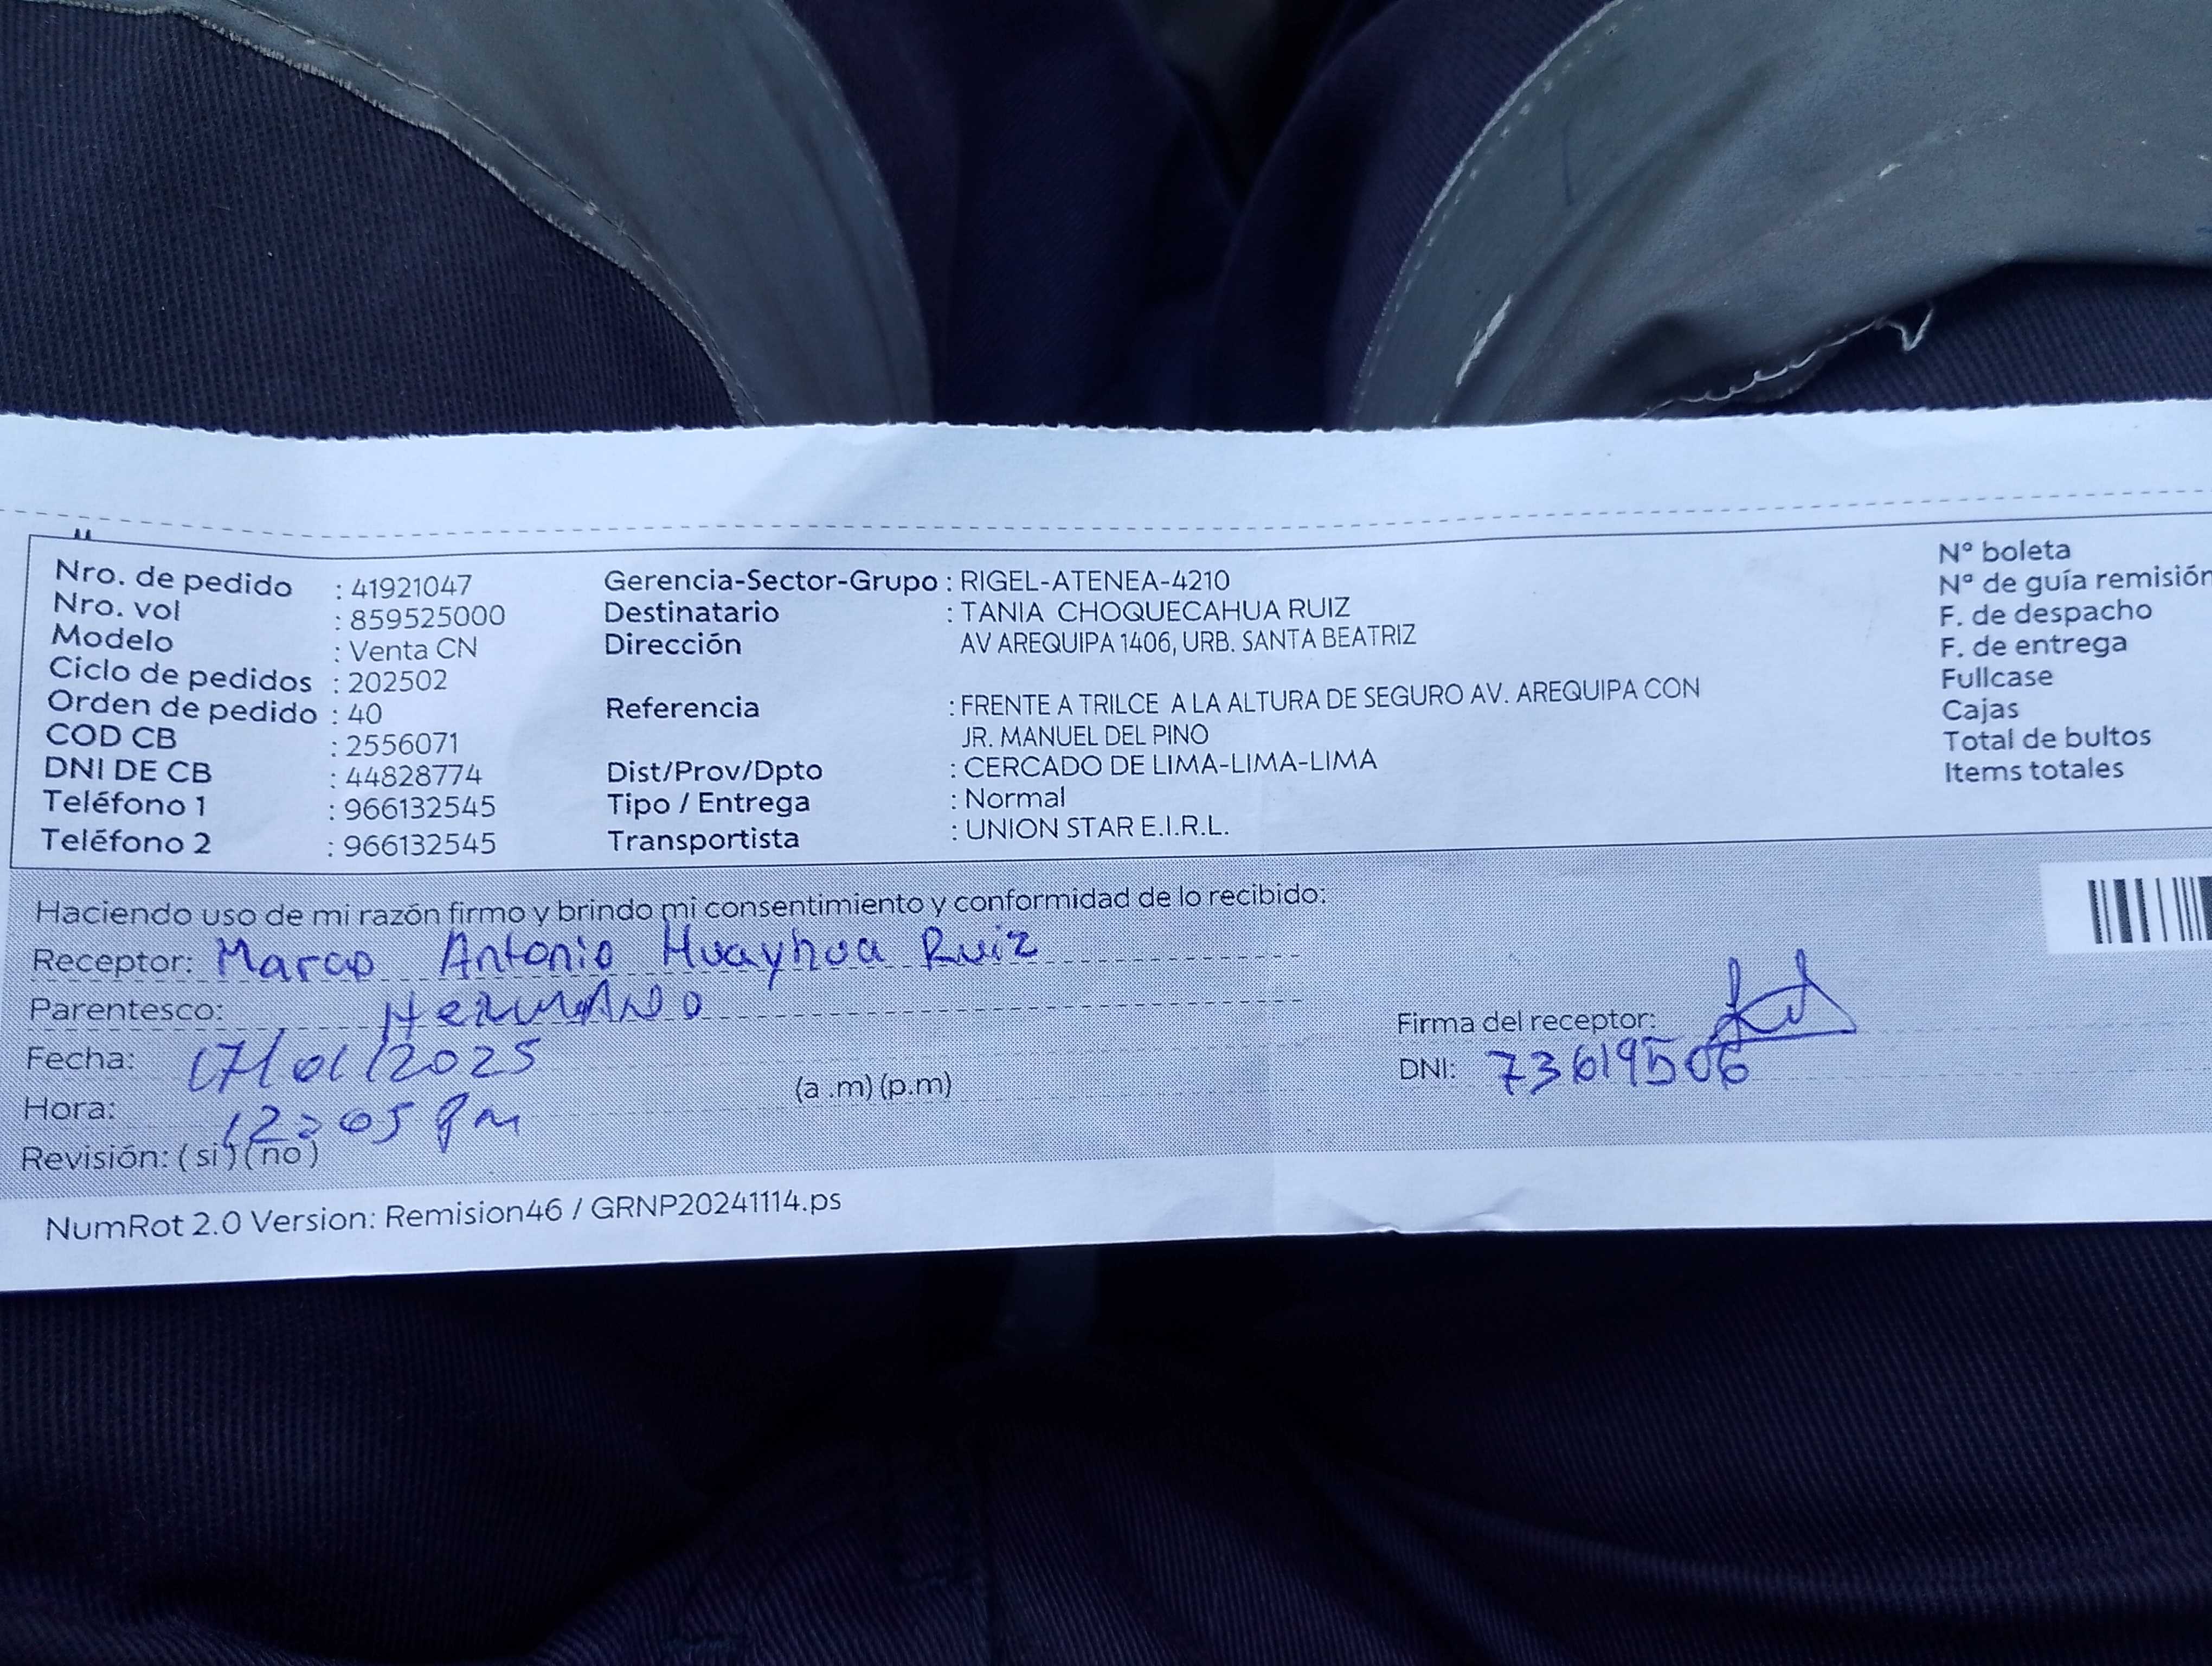 Nro. de pedido : 41921047 Gerencia-Sector-Grupo : RIGEL-ATENEA-4210 N° boleta
Nro. vol : 859525000 Destinatario : TANIA CHOQUECAHUA RUIZ N° de guía remisión
Modelo : Venta CN Dirección AV AREQUIPA 1406, URB. SANTA BEATRIZ F. de despacho
Ciclo de pedidos : 202502 F. de entrega
Orden de pedido : 40 Referencia : FRENTE A TRILCE A LA ALTURA DE SEGURO AV. AREQUIPA CON Fullcase
COD CB : 2556071 JR. MANUEL DEL PINO Cajas
DNI DE CB : 44828774 Dist/Prov/Dpto : CERCADO DE LIMA-LIMA-LIMA Total de bultos
Teléfono 1 : 966132545 Tipo / Entrega : Normal Items totales
Teléfono 2 : 966132545 Transportista : UNION STAR E.I.R.L.
Haciendo uso de mi razón firmo y brindo mi consentimiento y conformidad de lo recibido:
Receptor: Marco Antonio Huayhua Ruiz
Parentesco: Hermano
Firma del receptor:
Fecha: 17/01/2025
DNI: 73619506
Hora: 12:05 pm (a .m) (p.m)
Revisión: ( si ) ( no )
NumRot 2.0 Version: Remision46 / GRNP20241114.ps